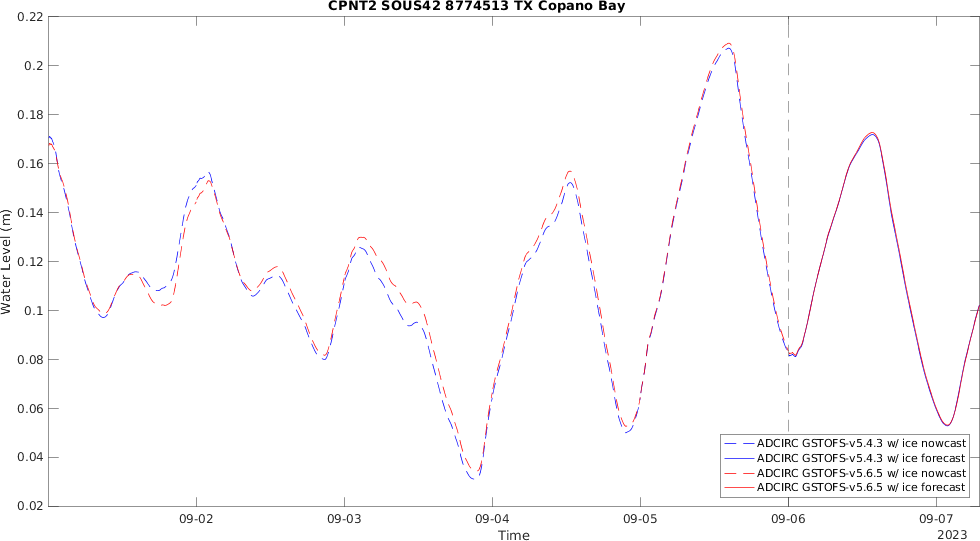 CPNT2 SOUS42 8774513 TX Copano Bay
0.22
0.2
0.18
0.16
0.14
0.12
0.1
0.08
0.06
0.04
0.02
Water Level (m)
09-02
09-03
09-04
09-05
09-06
09-07
2023
Time
ADCIRC GSTOFS-v5.4.3 w/ ice nowcast
ADCIRC GSTOFS-v5.4.3 w/ ice forecast
ADCIRC GSTOFS-v5.6.5 w/ ice nowcast
ADCIRC GSTOFS-v5.6.5 w/ ice forecast